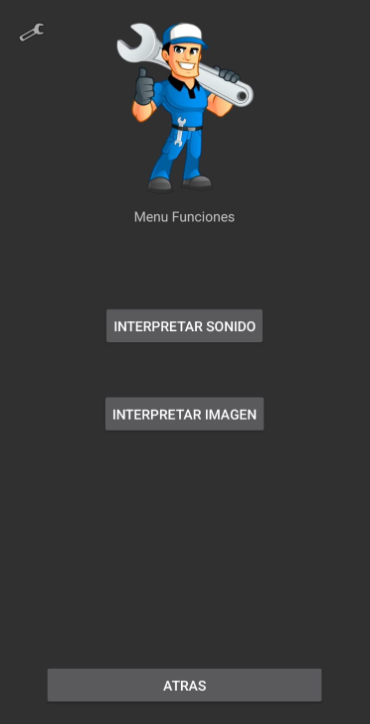 Menu Funciones
INTERPRETAR SONIDO
INTERPRETAR IMAGEN
ATRAS